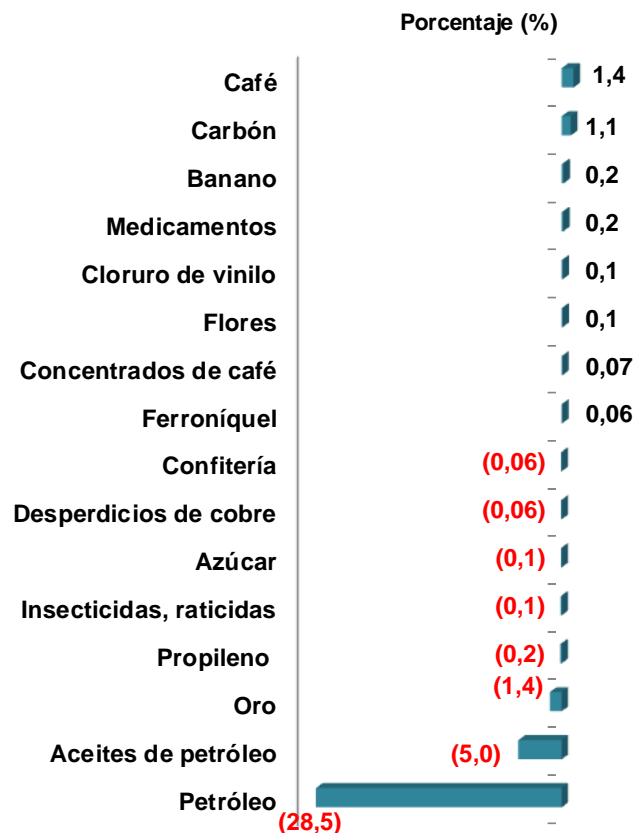 Porcentaje (%)
Café 1,4
Carbón 1,1
Banano 0,2
Medicamentos 0,2
Cloruro de vinilo 0,1
Flores 0,1
Concentrados de café 0,07
Ferroníquel 0,06
Confitería (0,06)
Desperdicios de cobre (0,06)
Azúcar (0,1)
Insecticidas, raticidas (0,1)
Propileno (0,2)
Oro (1,4)
Aceites de petróleo (5,0)
Petróleo (28,5)